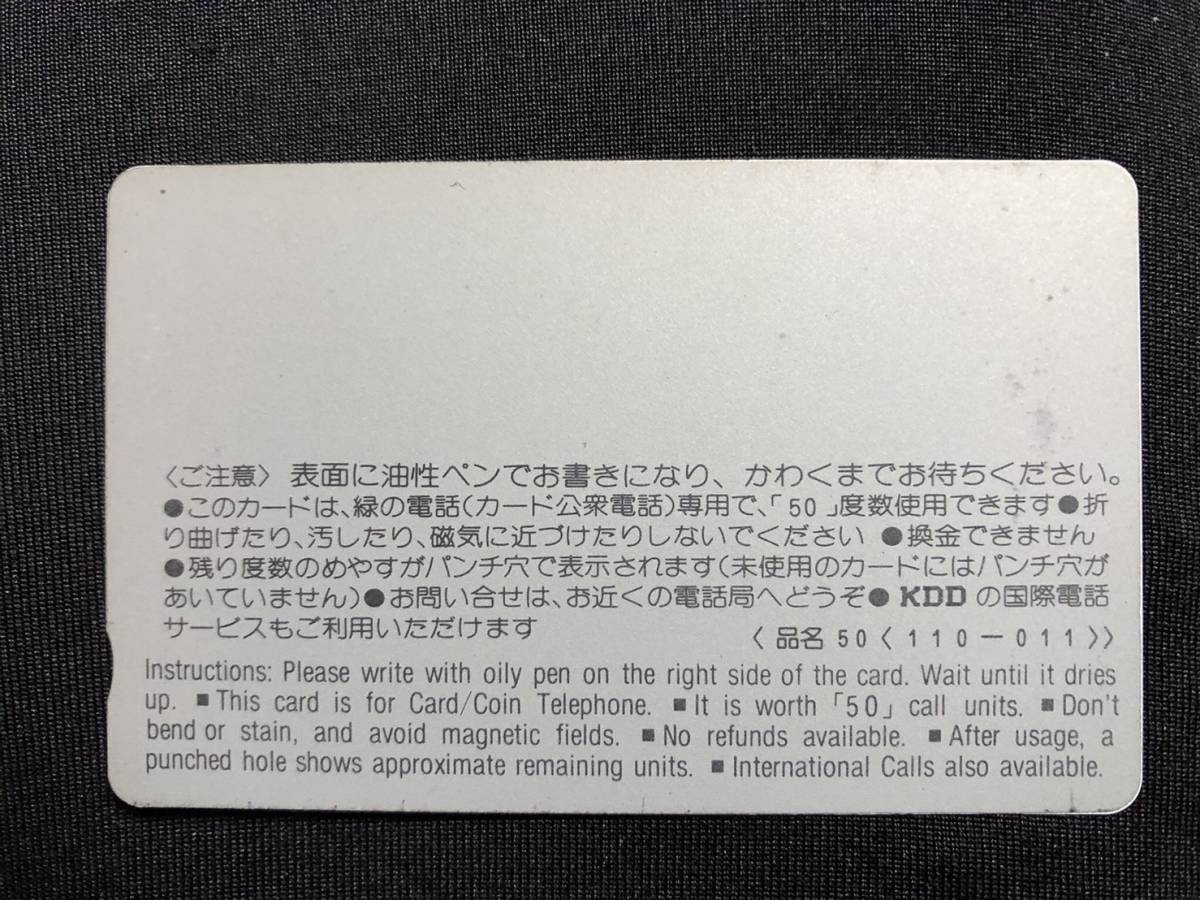 〈ご注意〉 表面に油性ペンでお書きになり、かわくまでお待ちください。
●このカードは、緑の電話(カード公衆電話)専用で、「50」度数使用できます●折
り曲げたり、汚したり、磁気に近づけたりしないでください ●換金できません
●残り度数のめやすがパンチ穴で表示されます(未使用のカードにはパンチ穴が
あいていません)●お問い合せは、お近くの電話局へどうぞ● KDD の国際電話
サービスもご利用いただけます 〈品名 50〈110－011〉〉
Instructions: Please write with oily pen on the right side of the card. Wait until it dries
up. ■This card is for Card/Coin Telephone. ■It is worth「50」call units. ■Don't
bend or stain, and avoid magnetic fields. ■No refunds available. ■After usage, a
punched hole shows approximate remaining units. ■International Calls also available.